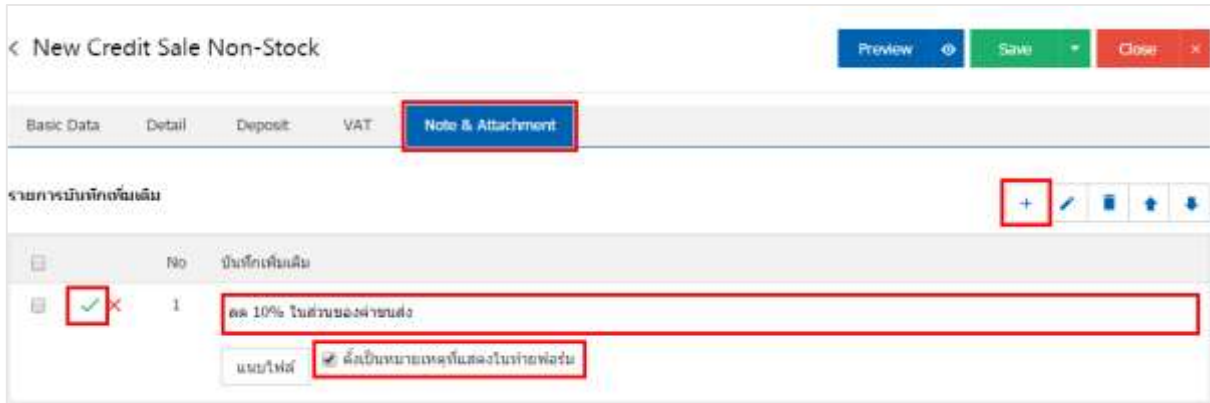 < New Credit Sale Non-Stock
Preview Save Close ×
Basic Data Detail Deposit VAT Note & Attachment
รายการบันทึกเพิ่มเติม
+
No บันทึกเพิ่มเติม
1 ลด 10% ในส่วนของค่าขนส่ง
แนบไฟล์ ตั้งเป็นหมายเหตุที่แสดงในท้ายฟอร์ม